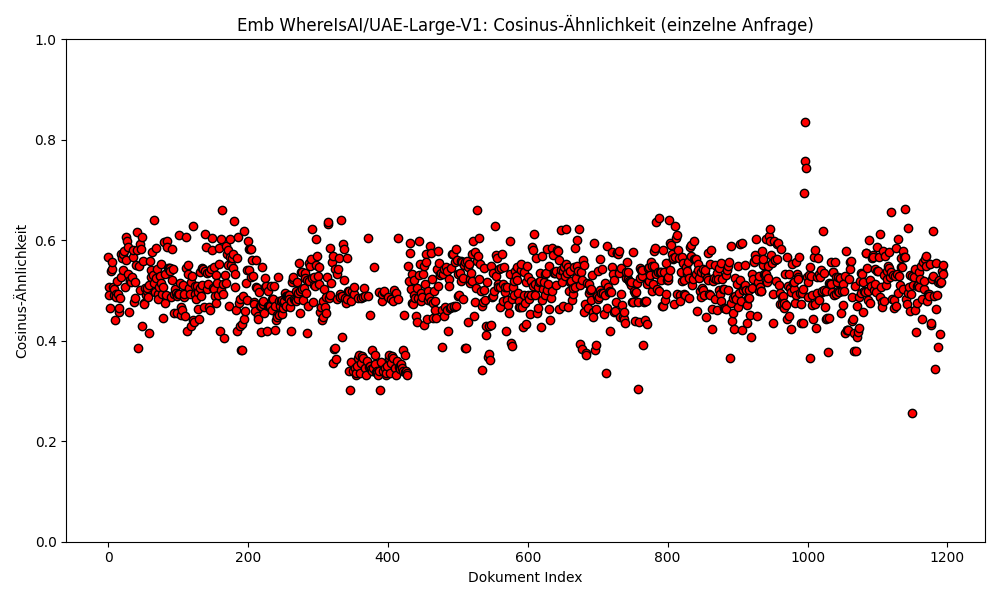 Emb WhereIsAI/UAE-Large-V1: Cosinus-Ähnlichkeit (einzelne Anfrage)
Cosinus-Ähnlichkeit
1.0
0.8
0.6
0.4
0.2
0.0
0 200 400 600 800 1000 1200
Dokument Index